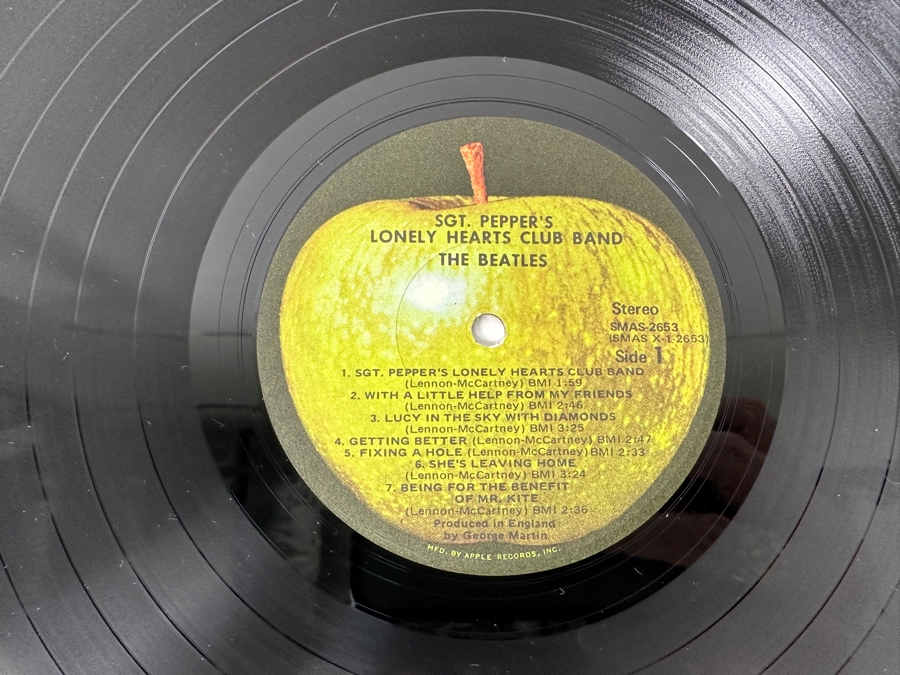 SGT. PEPPER'S
LONELY HEARTS CLUB BAND
THE BEATLES
Stereo
SMAS-2653
(SMAS X-1-2653)
Side 1
1. SGT. PEPPER'S LONELY HEARTS CLUB BAND
(Lennon-McCartney) BMI 1:59
2. WITH A LITTLE HELP FROM MY FRIENDS
(Lennon-McCartney) BMI 2:46
3. LUCY IN THE SKY WITH DIAMONDS
(Lennon-McCartney) BMI 3:25
4. GETTING BETTER (Lennon-McCartney) BMI 2:47
5. FIXING A HOLE (Lennon-McCartney) BMI 2:33
6. SHE'S LEAVING HOME
(Lennon-McCartney) BMI 3:24
7. BEING FOR THE BENEFIT
OF MR. KITE
(Lennon-McCartney) BMI 2:36
Produced in England
by George Martin
MFD. BY APPLE RECORDS, INC.